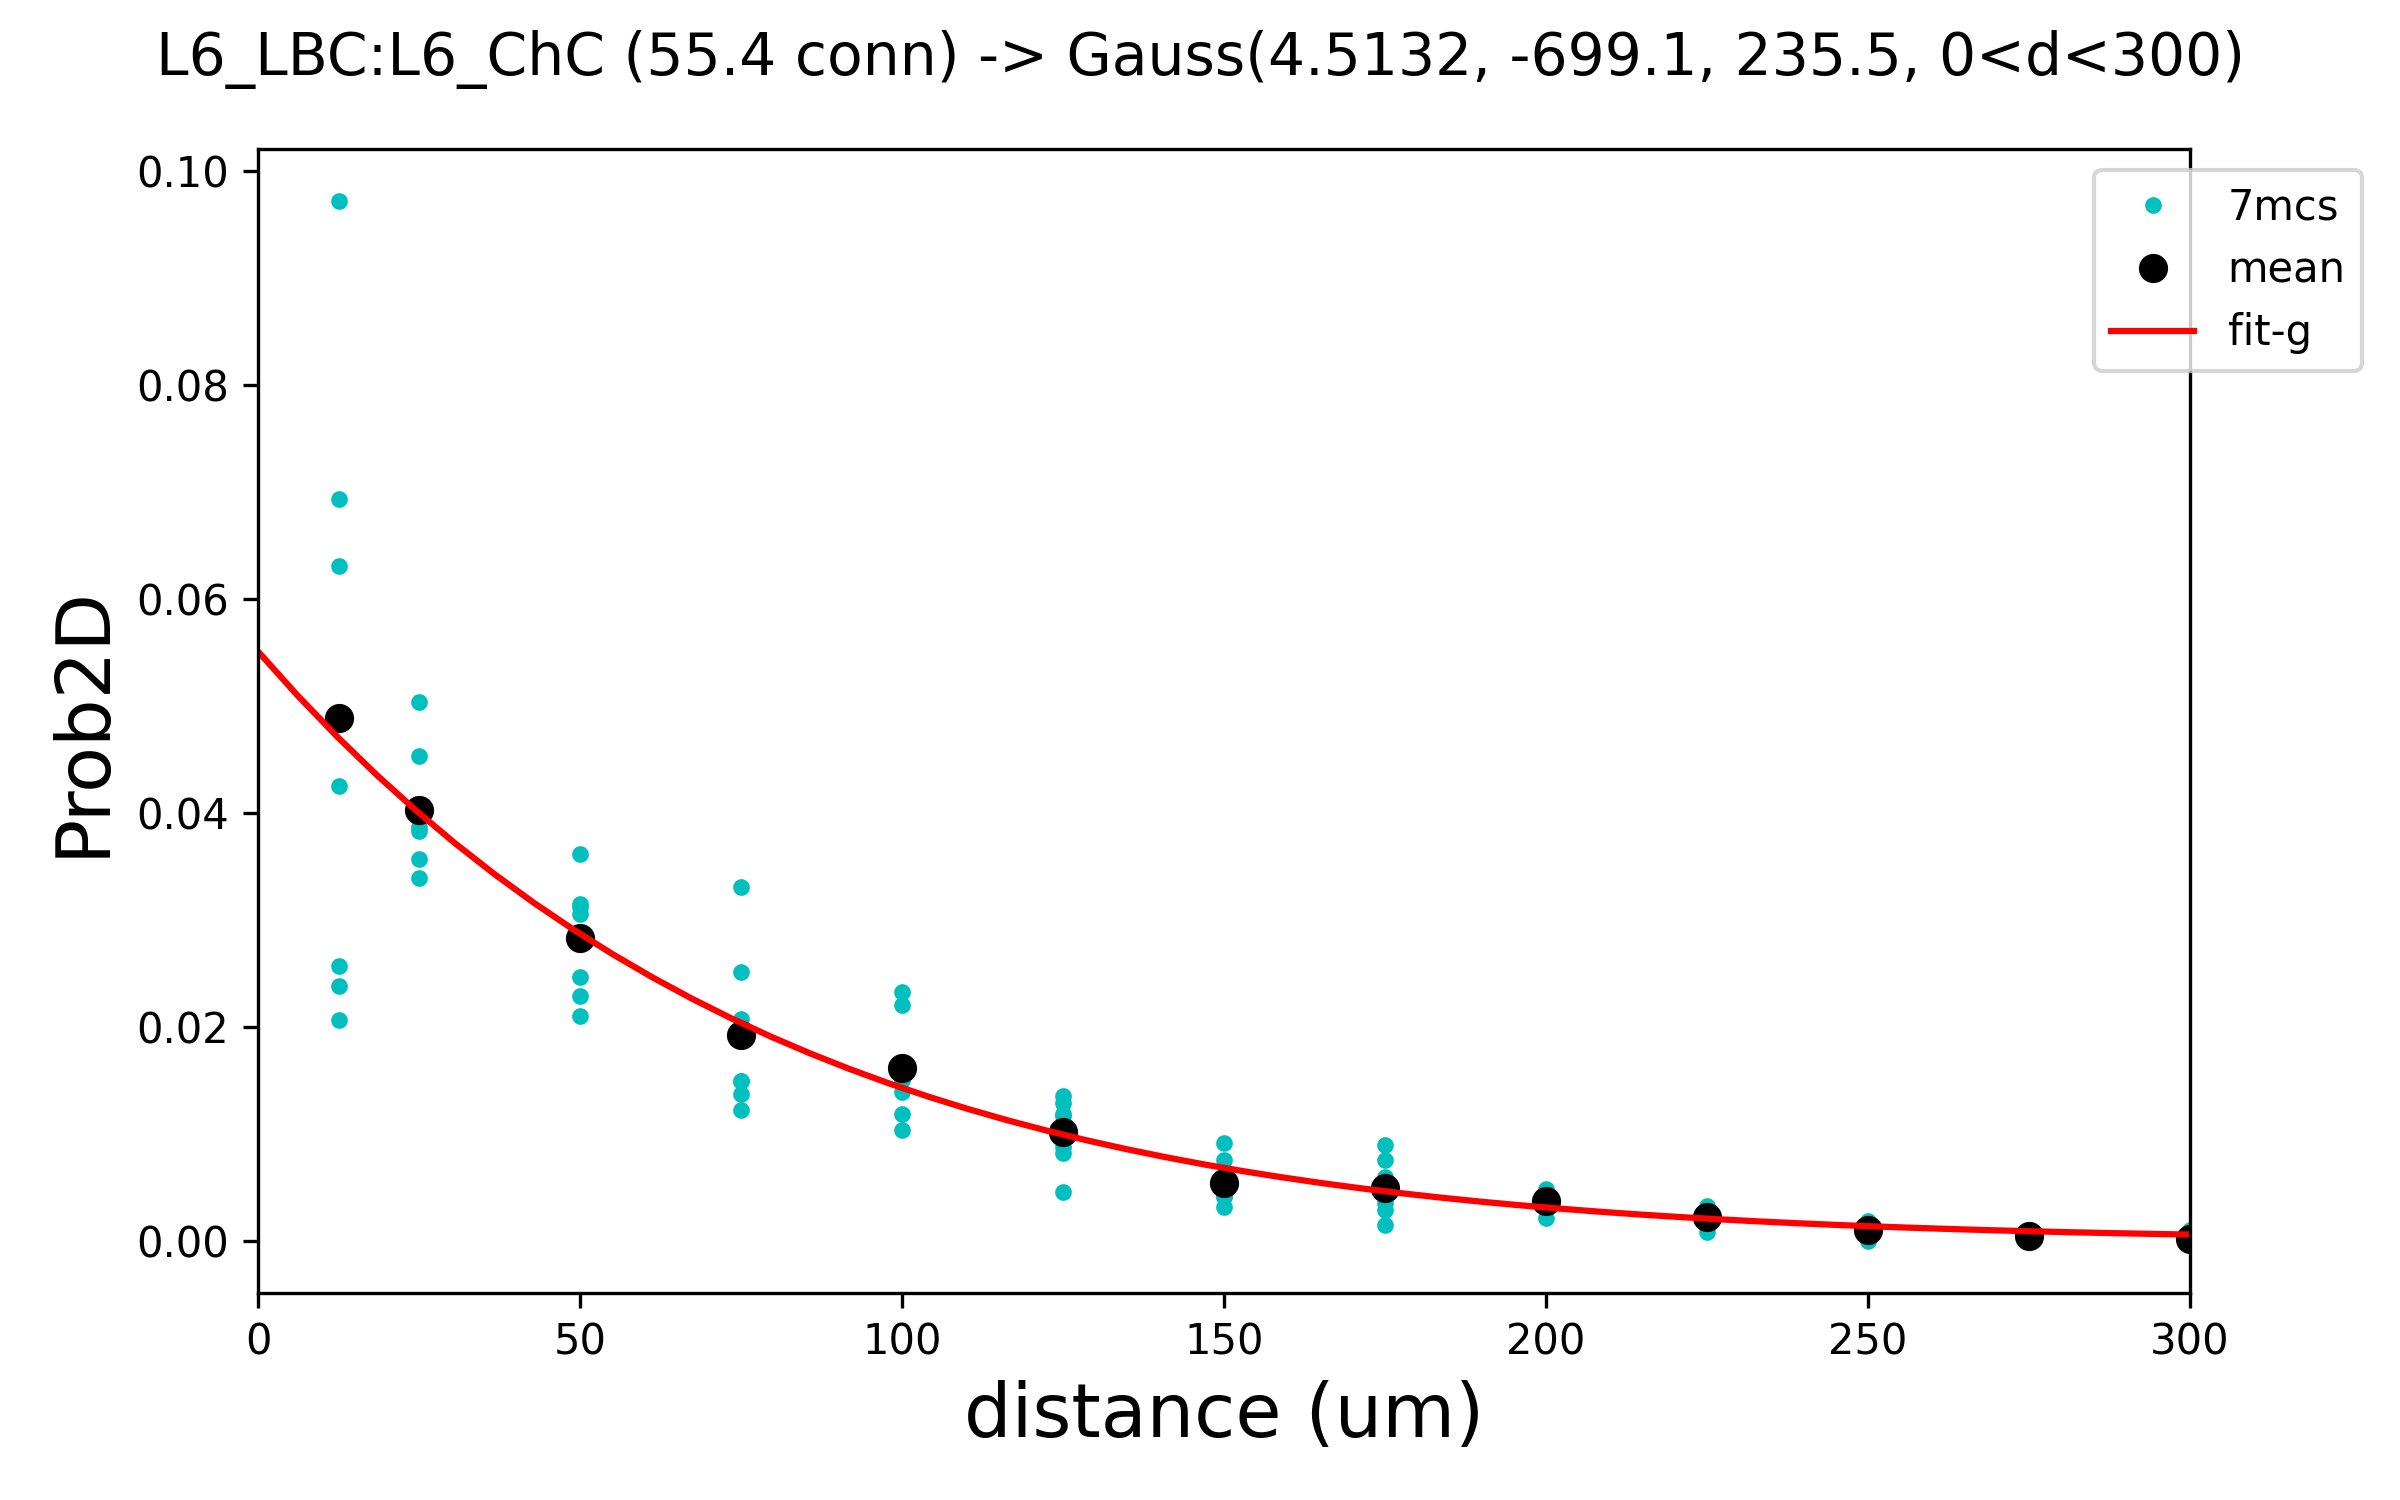 L6_LBC:L6_ChC (55.4 conn) -> Gauss(4.5132, -699.1, 235.5, 0<d<300)
0.10
0.08
0.06
0.04
0.02
0.00
Prob2D
7mcs
mean
fit-g
0 50 100 150 200 250 300
distance (um)